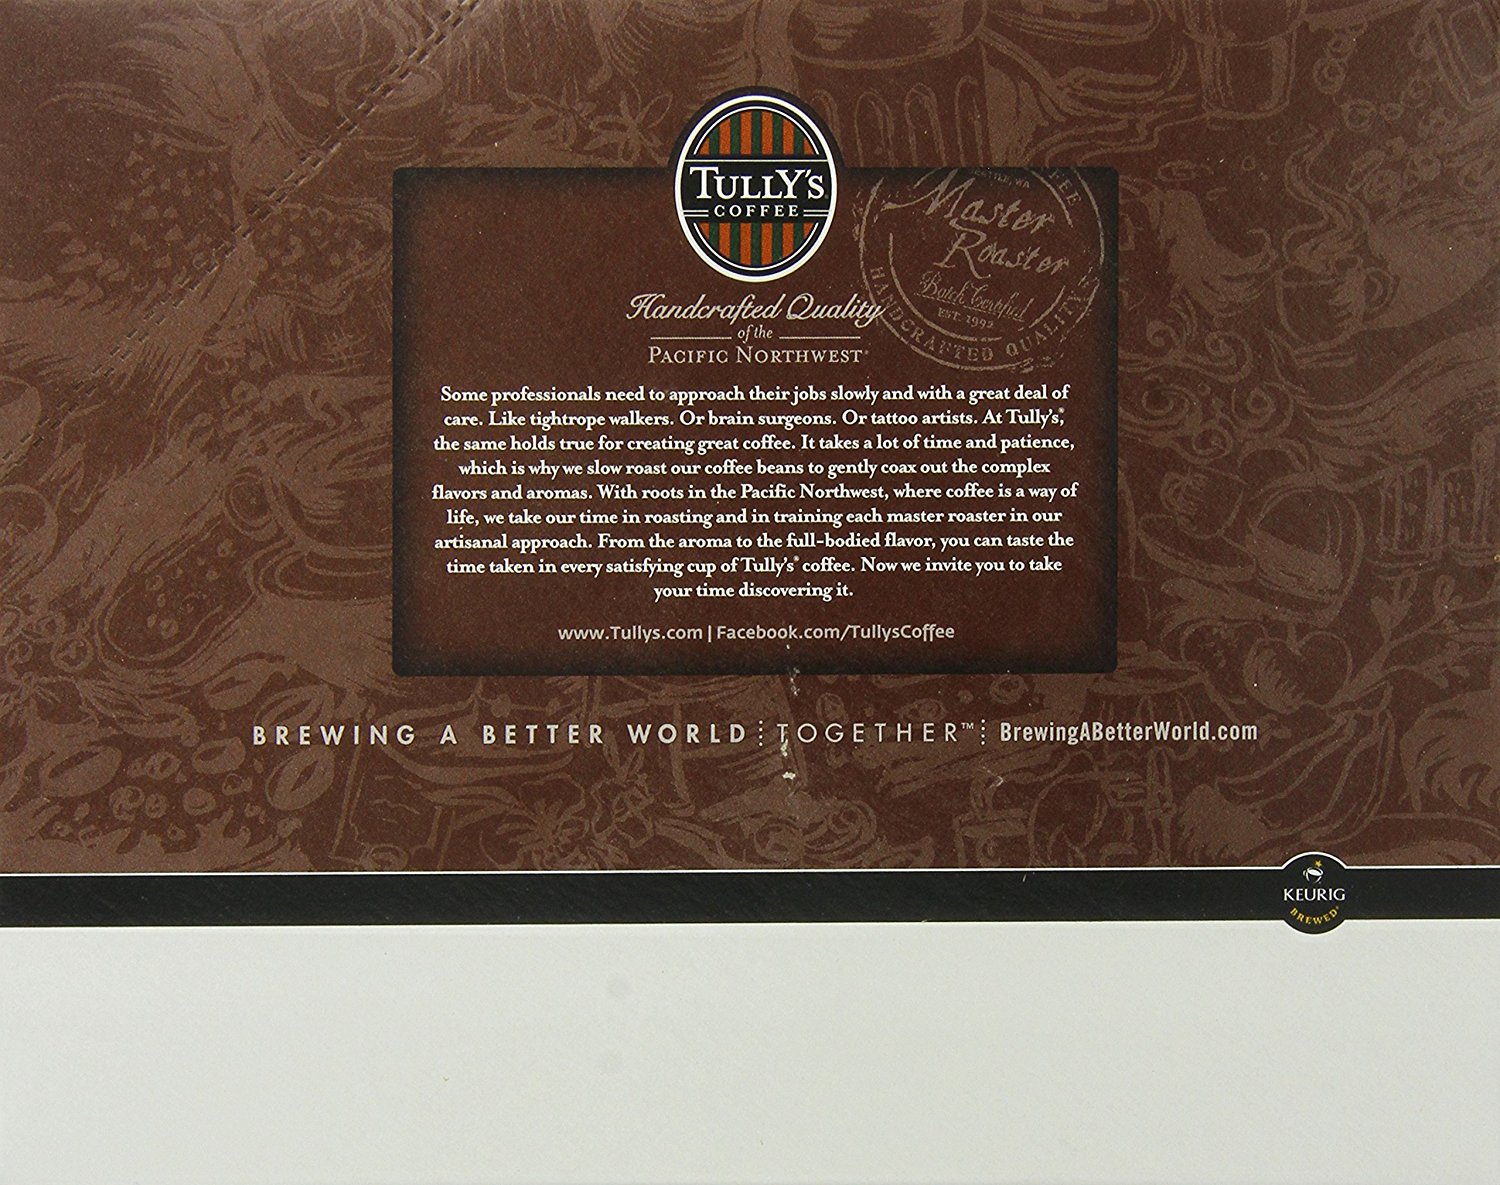 TULLY'S
COFFEE
SEATTLE, WA
Master
Roaster
Batch Certified
EST. 1992
HANDCRAFTED QUALITY
Handcrafted Quality
of the
PACIFIC NORTHWEST®
Some professionals need to approach their jobs slowly and with a great deal of
care. Like tightrope walkers. Or brain surgeons. Or tattoo artists. At Tully's®,
the same holds true for creating great coffee. It takes a lot of time and patience,
which is why we slow roast our coffee beans to gently coax out the complex
flavors and aromas. With roots in the Pacific Northwest, where coffee is a way of
life, we take our time in roasting and in training each master roaster in our
artisanal approach. From the aroma to the full-bodied flavor, you can taste the
time taken in every satisfying cup of Tully's® coffee. Now we invite you to take
your time discovering it.
www.Tullys.com | Facebook.com/TullysCoffee
BREWING A BETTER WORLD TOGETHER™ BrewingABetterWorld.com
KEURIG
BREWED®